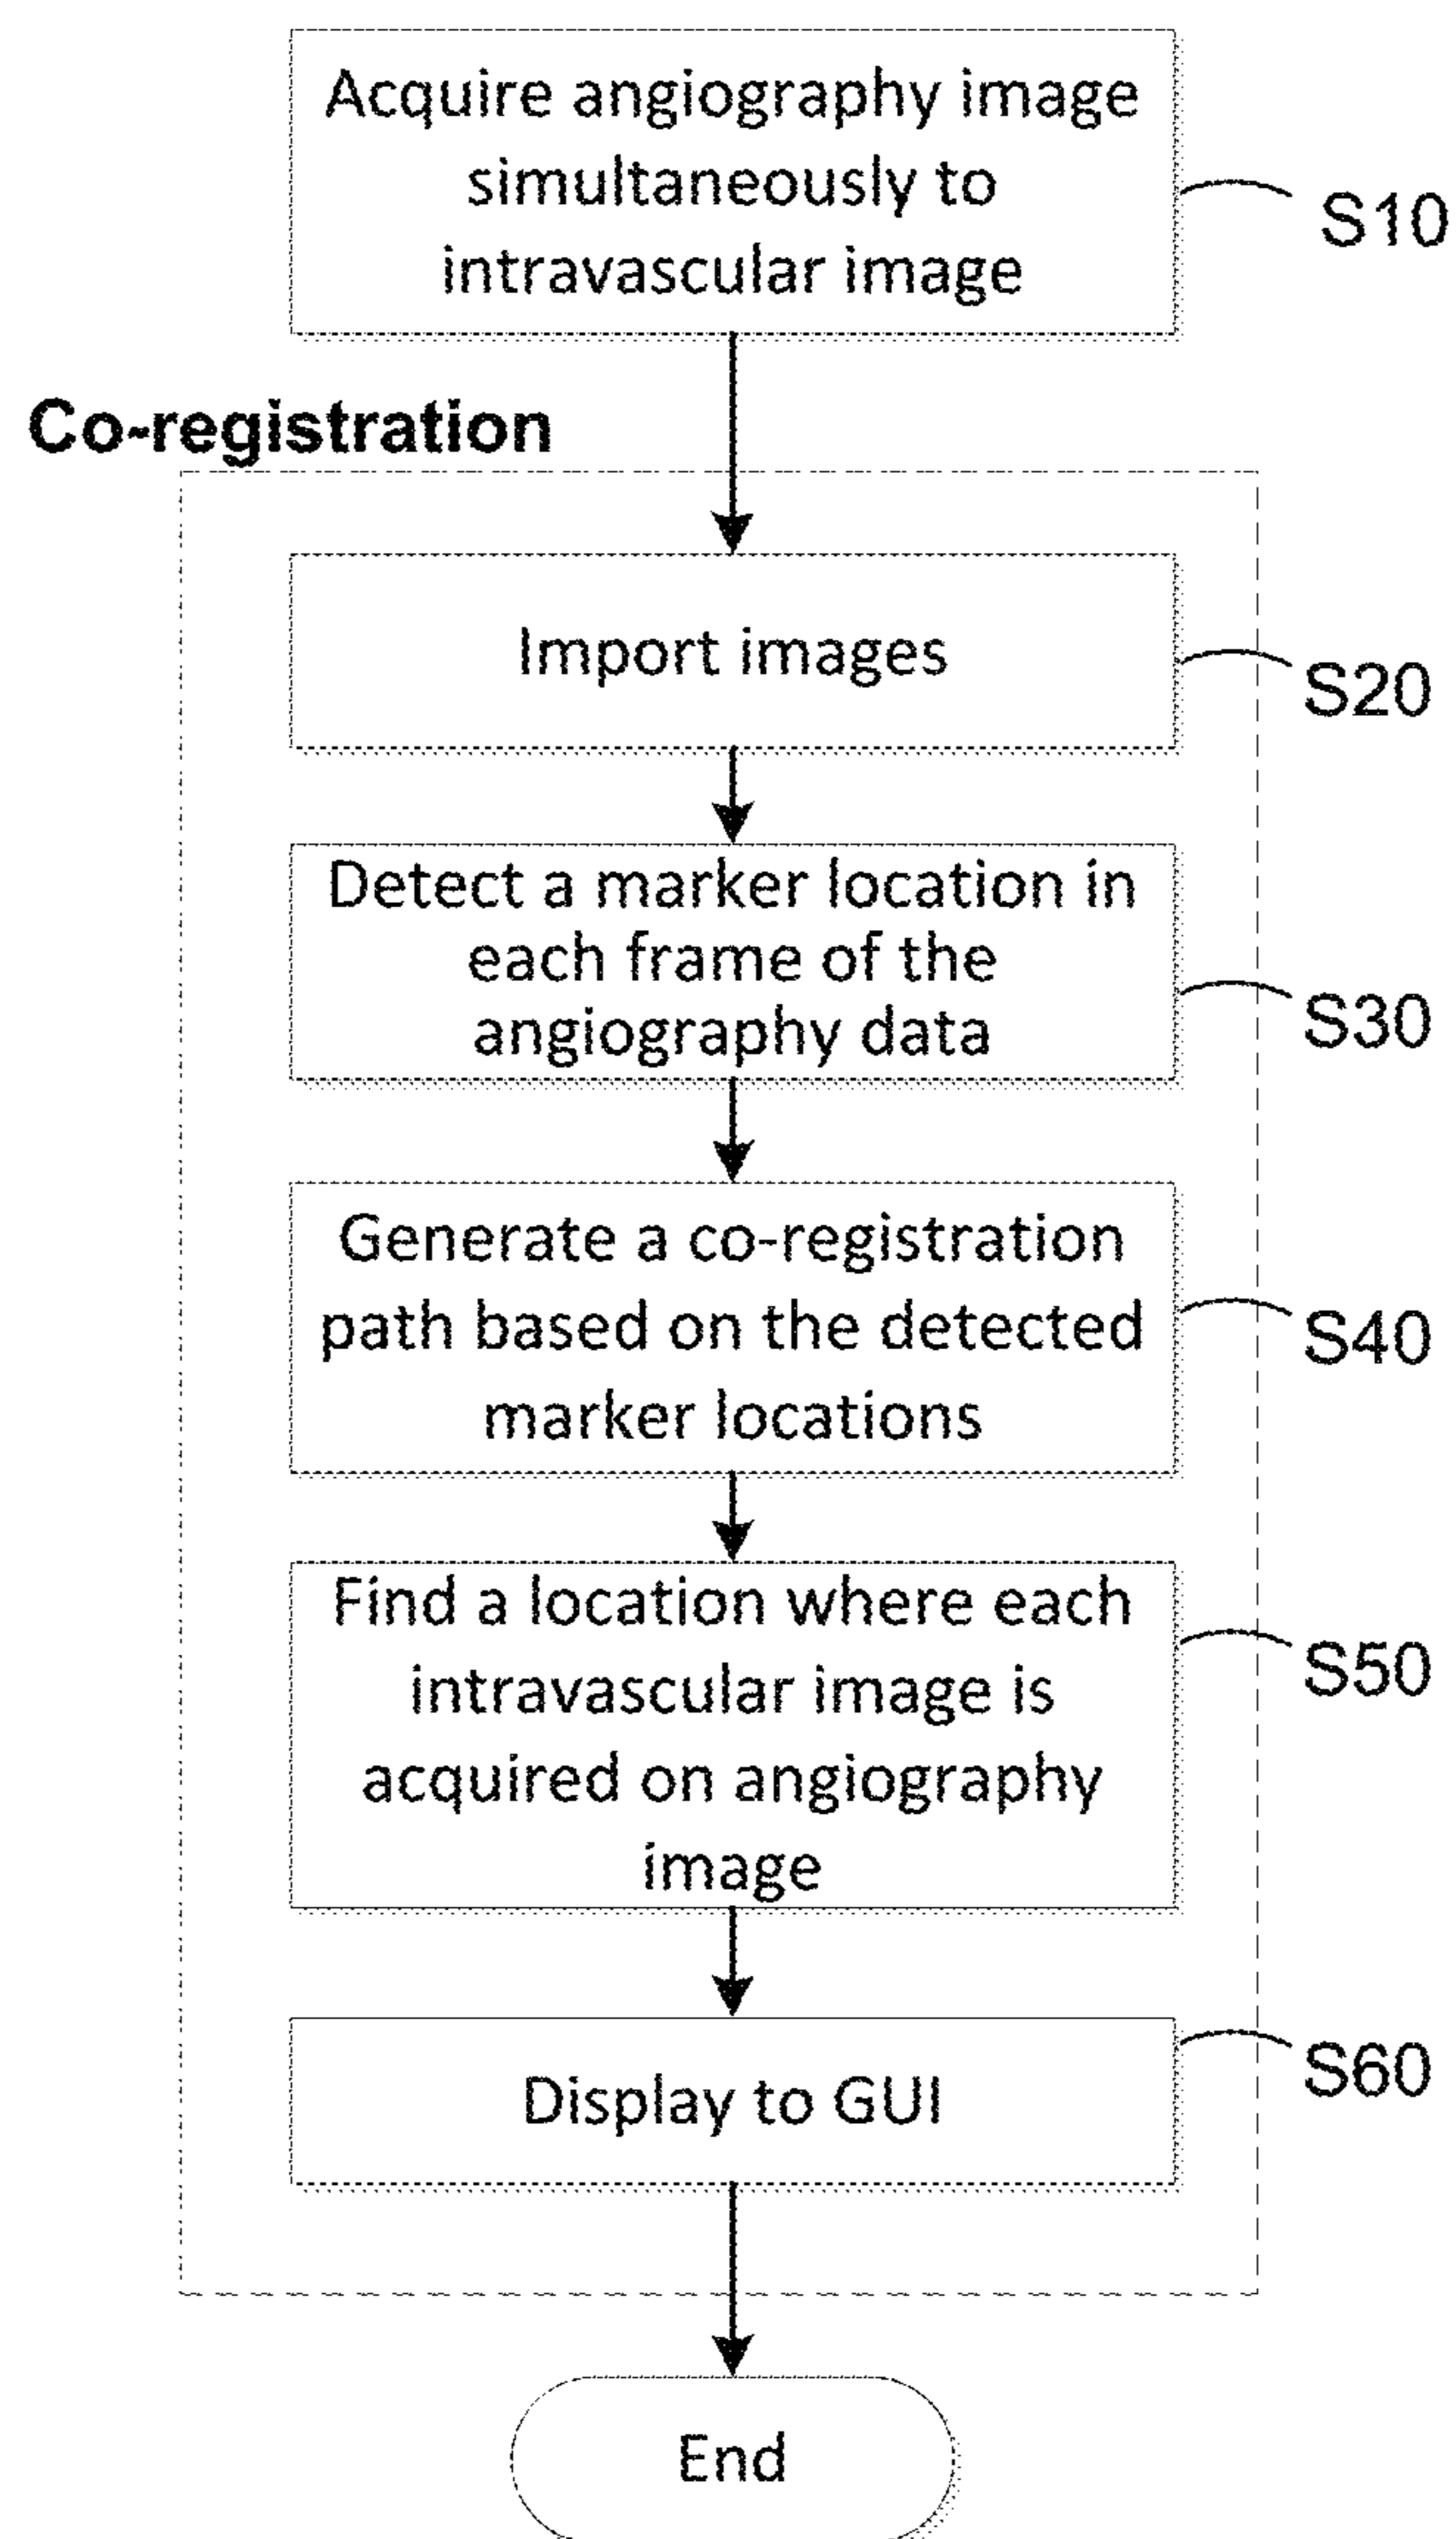 Acquire angiography image
simultaneously to
intravascular image
S10
Co-registration
Import images
S20
Detect a marker location in
each frame of the
angiography data
S30
Generate a co-registration
path based on the detected
marker locations
S40
Find a location where each
intravascular image is
acquired on angiography
image
S50
Display to GUI
S60
End